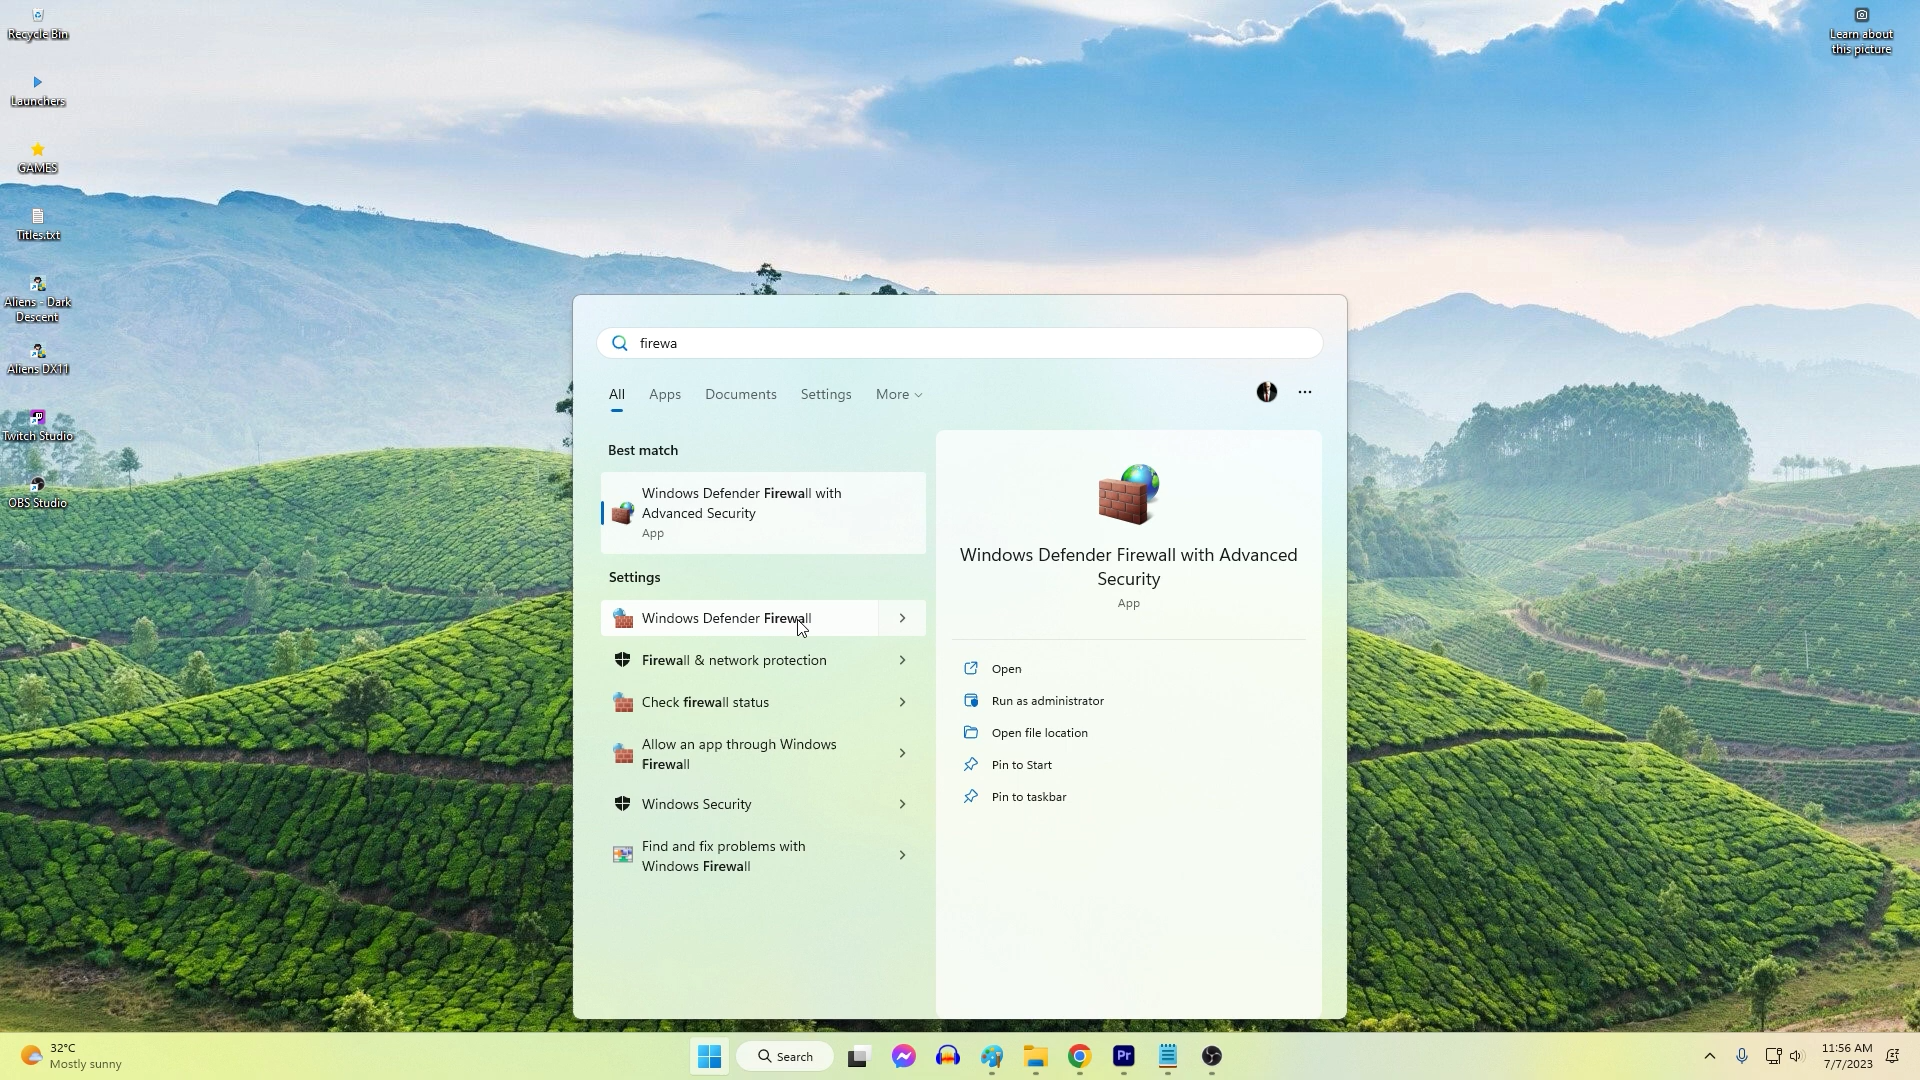 Recycle Bin
Launchers
GAMES
Titles.txt
Aliens - Dark
Descent
Aliens DX11
Twitch Studio
OBS Studio
Learn about
this picture
firewa
All
Apps
Documents
Settings
More
Best match
Windows Defender Firewall with
Advanced Security
App
Settings
Windows Defender Firewall
Firewall & network protection
Check firewall status
Allow an app through Windows
Firewall
Windows Security
Find and fix problems with
Windows Firewall
Windows Defender Firewall with Advanced
Security
App
Open
Run as administrator
Open file location
Pin to Start
Pin to taskbar
32°C
Mostly sunny
Search
Pr
11:56 AM
7/7/2023